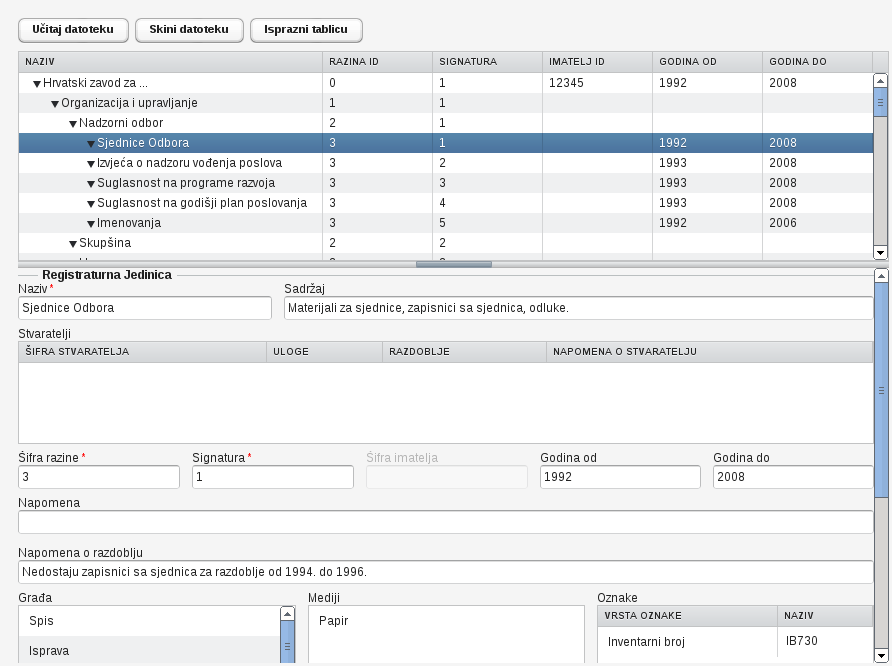 Učitaj datoteku Skini datoteku Isprazni tablicu
NAZIV RAZINA ID SIGNATURA IMATELJ ID GODINA OD GODINA DO
Hrvatski zavod za ... 0 1 12345 1992 2008
Organizacija i upravljanje 1 1
Nadzorni odbor 2 1
Sjednice Odbora 3 1 1992 2008
Izvjeća o nadzoru vođenja poslova 3 2 1993 2008
Suglasnost na programe razvoja 3 3 1993 2008
Suglasnost na godišji plan poslovanja 3 4 1993 2008
Imenovanja 3 5 1992 2006
Skupšina 2 2
Registraturna Jedinica
Naziv* Sadržaj
Sjednice Odbora Materijali za sjednice, zapisnici sa sjednica, odluke.
Stvaratelji
ŠIFRA STVARATELJA ULOGE RAZDOBLJE NAPOMENA O STVARATELJU
Šifra razine* Signatura* Šifra imatelja Godina od Godina do
3 1 1992 2008
Napomena
Napomena o razdoblju
Nedostaju zapisnici sa sjednica za razdoblje od 1994. do 1996.
Građa Mediji Oznake
Spis Papir VRSTA OZNAKE NAZIV
Isprava Inventarni broj IB730